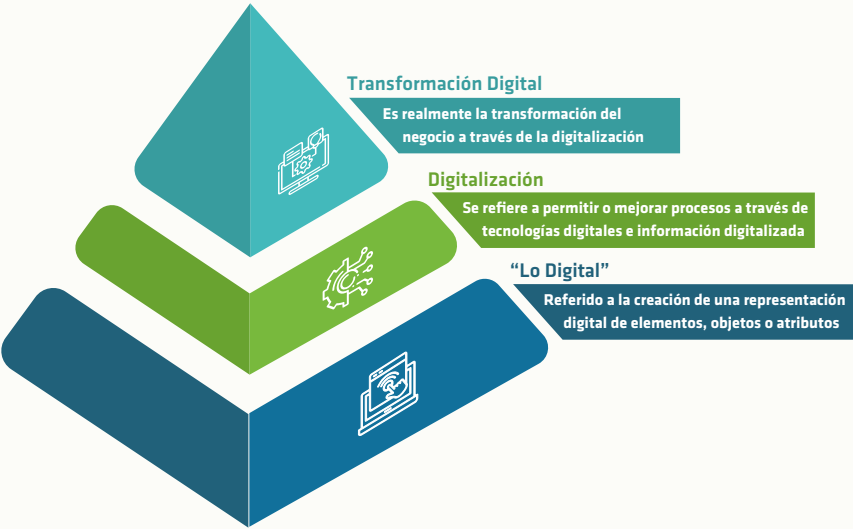 Transformación Digital
Es realmente la transformación del
negocio a través de la digitalización
Digitalización
Se refiere a permitir o mejorar procesos a través de
tecnologías digitales e información digitalizada
“Lo Digital”
Referido a la creación de una representación
digital de elementos, objetos o atributos